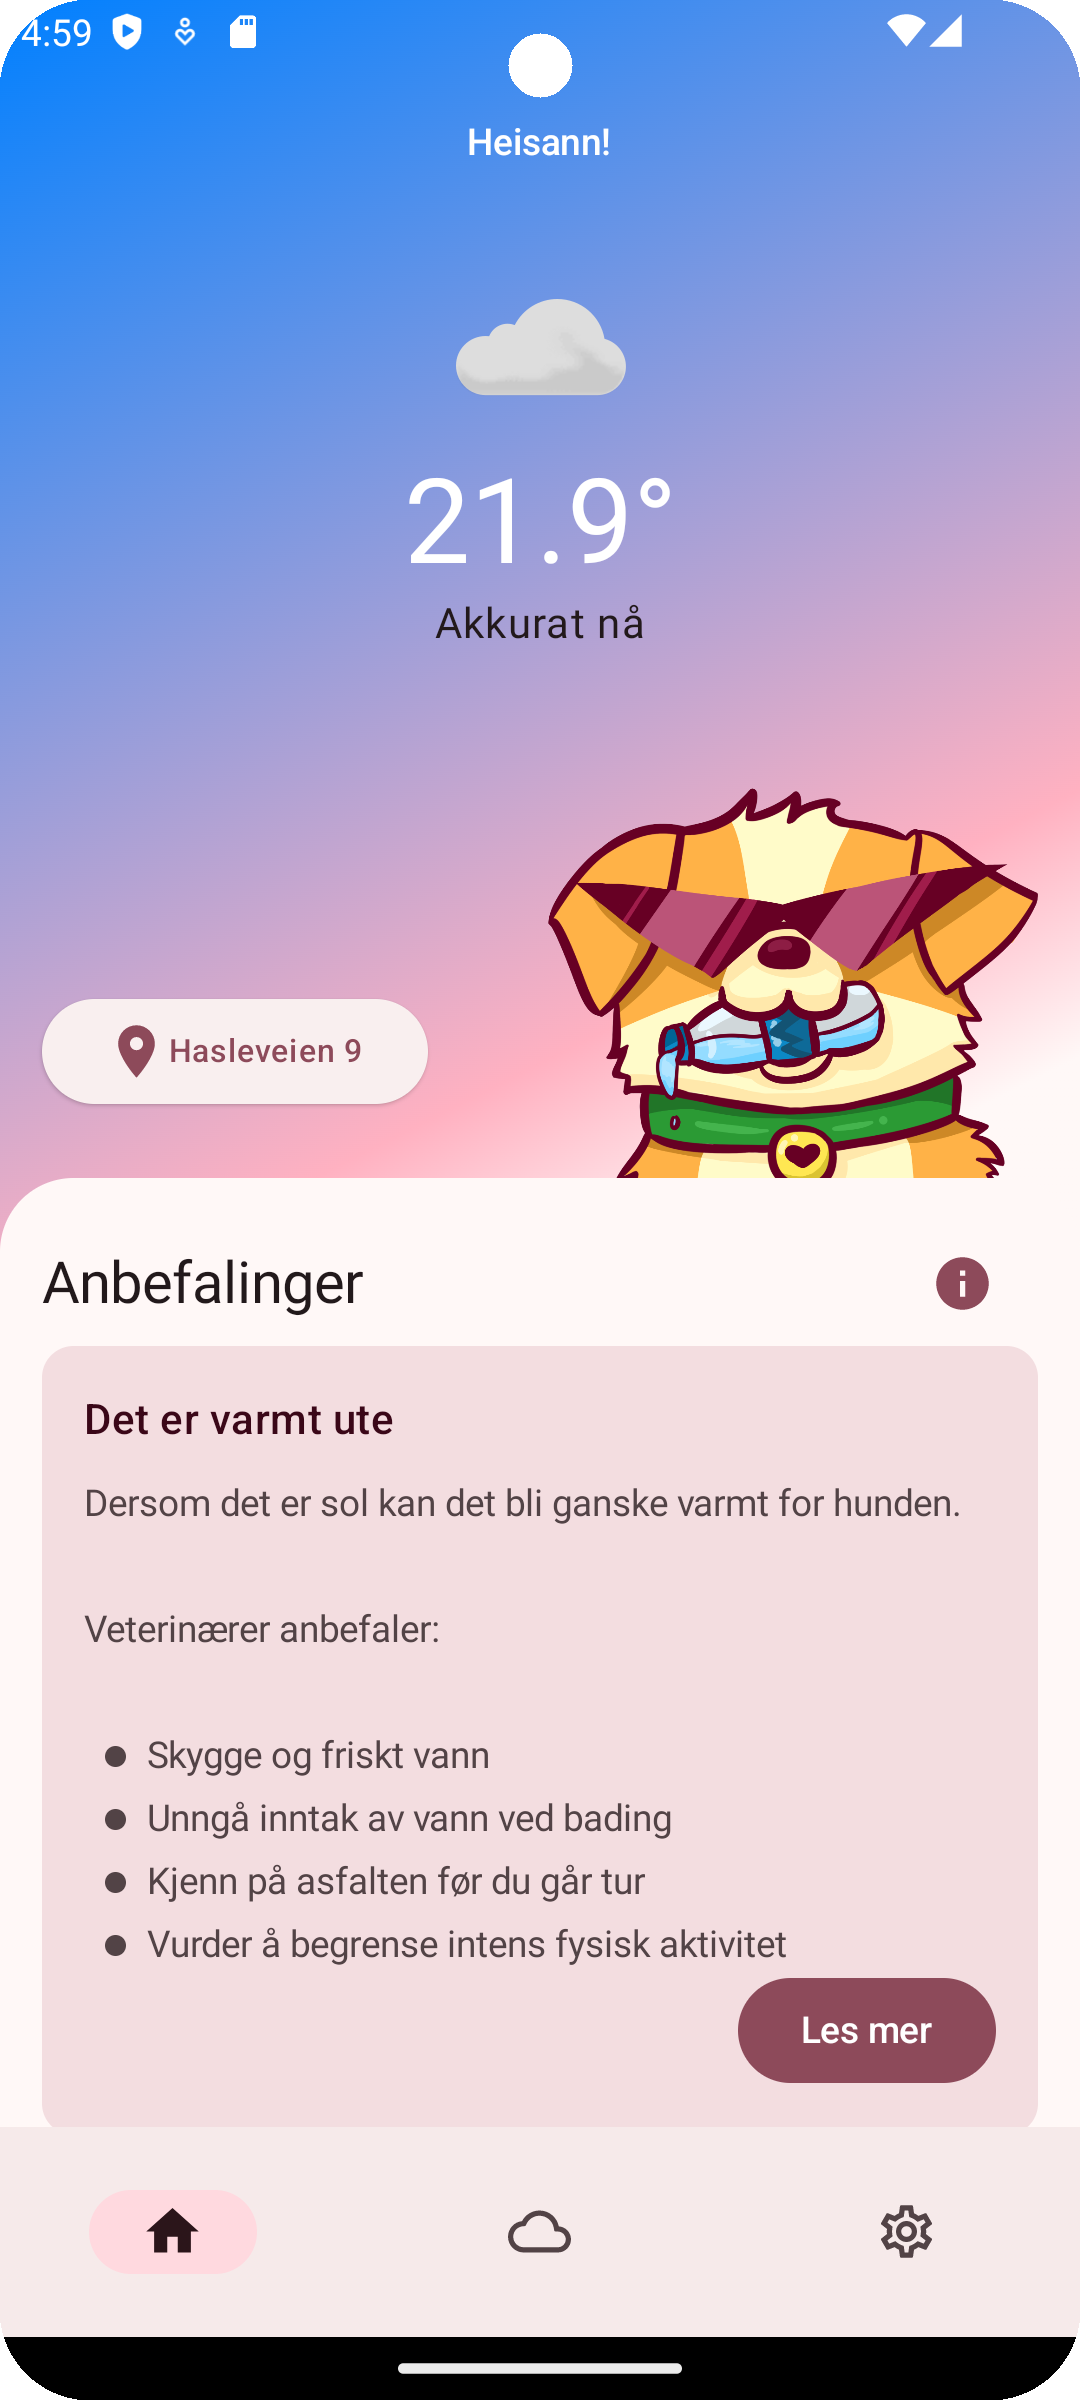 4:59
Heisann!
21.9°
Akkurat nå
Hasleveien 9
Anbefalinger
Det er varmt ute
Dersom det er sol kan det bli ganske varmt for hunden.
Veterinærer anbefaler:
Skygge og friskt vann
Unngå inntak av vann ved bading
Kjenn på asfalten før du går tur
Vurder å begrense intens fysisk aktivitet
Les mer